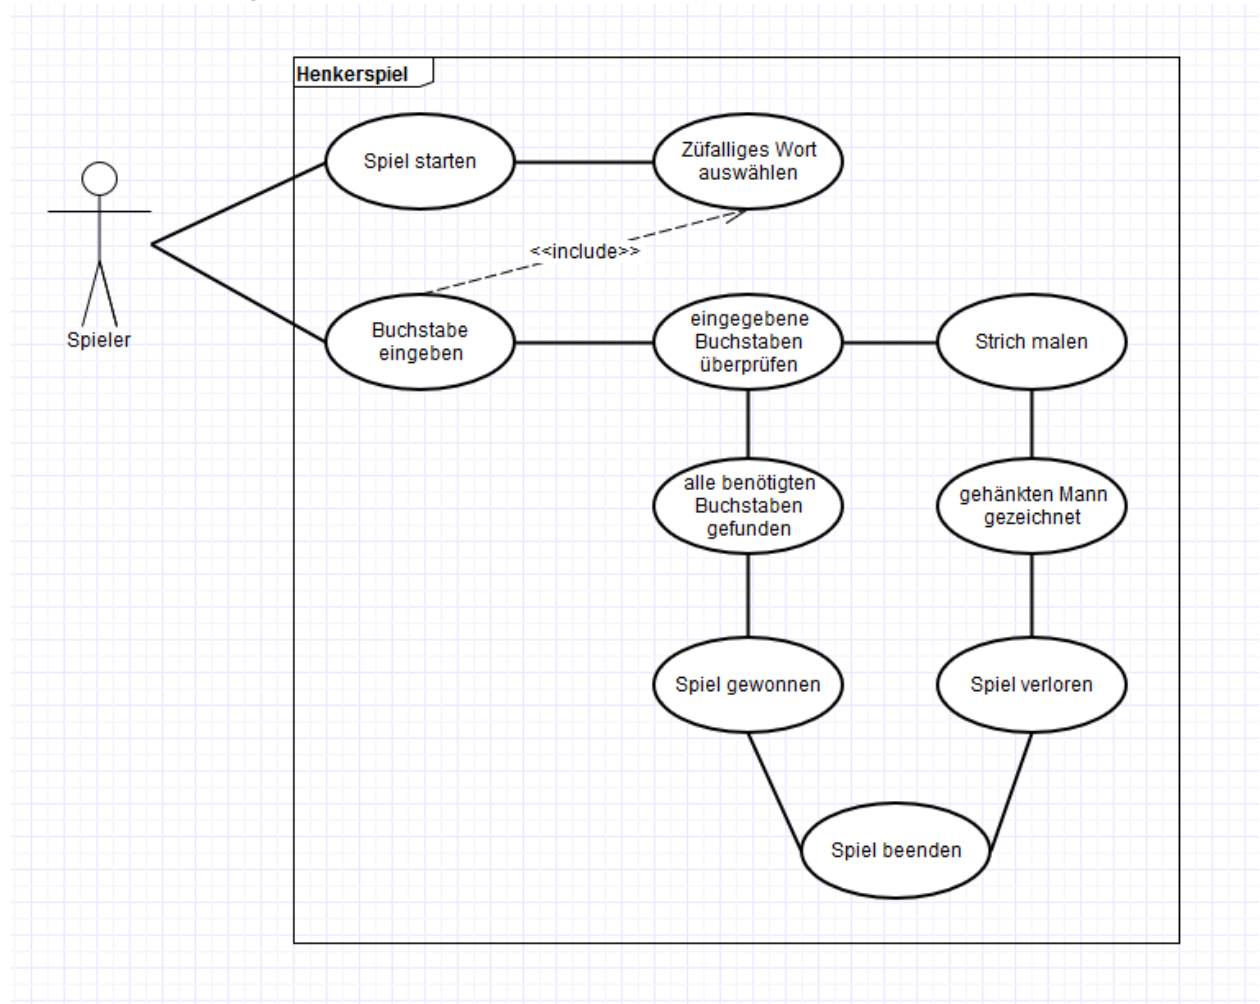 Henkerspiel
Spiel starten
Züfalliges Wort
auswählen
<<include>>
Spieler
Buchstabe
eingeben
eingegebene
Buchstaben
überprüfen
Strich malen
alle benötigten
Buchstaben
gefunden
gehänkten Mann
gezeichnet
Spiel gewonnen
Spiel verloren
Spiel beenden